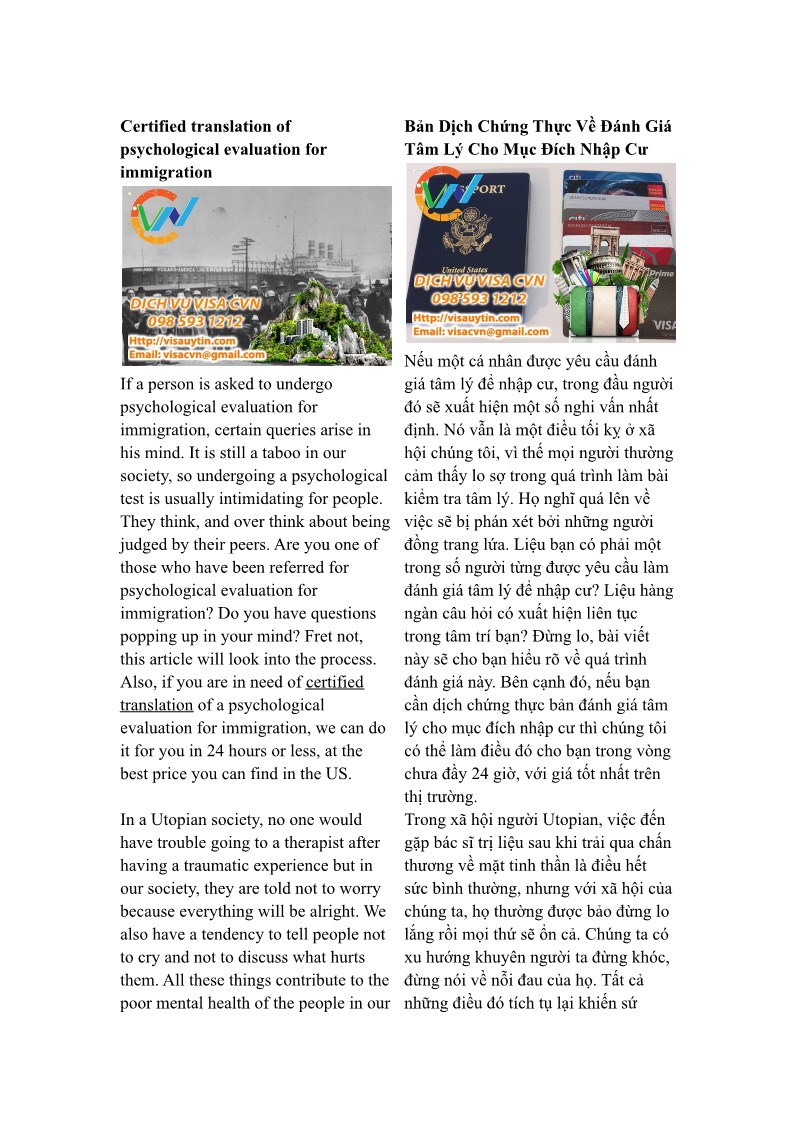 Certified translation of
psychological evaluation for
immigration
CVN
DỊCH VỤ VISA CVN
098 593 1212
Http://visauytin.com
Email: visacvn@gmail.com
If a person is asked to undergo
psychological evaluation for
immigration, certain queries arise in
his mind. It is still a taboo in our
society, so undergoing a psychological
test is usually intimidating for people.
They think, and over think about being
judged by their peers. Are you one of
those who have been referred for
psychological evaluation for
immigration? Do you have questions
popping up in your mind? Fret not,
this article will look into the process.
Also, if you are in need of certified
translation of a psychological
evaluation for immigration, we can do
it for you in 24 hours or less, at the
best price you can find in the US.
In a Utopian society, no one would
have trouble going to a therapist after
having a traumatic experience but in
our society, they are told not to worry
because everything will be alright. We
also have a tendency to tell people not
to cry and not to discuss what hurts
them. All these things contribute to the
poor mental health of the people in our
Bản Dịch Chứng Thực Về Đánh Giá
Tâm Lý Cho Mục Đích Nhập Cư
CVN
PORT
United States
citi
citi
Prime
VISA
DỊCH VỤ VISA CVN
098 593 1212
Http://visauytin.com
Email: visacvn@gmail.com
Nếu một cá nhân được yêu cầu đánh
giá tâm lý để nhập cư, trong đầu người
đó sẽ xuất hiện một số nghi vấn nhất
định. Nó vẫn là một điều tối kỵ ở xã
hội chúng tôi, vì thế mọi người thường
cảm thấy lo sợ trong quá trình làm bài
kiểm tra tâm lý. Họ nghĩ quá lên về
việc sẽ bị phán xét bởi những người
đồng trang lứa. Liệu bạn có phải một
trong số người từng được yêu cầu làm
đánh giá tâm lý để nhập cư? Liệu hàng
ngàn câu hỏi có xuất hiện liên tục
trong tâm trí bạn? Đừng lo, bài viết
này sẽ cho bạn hiểu rõ về quá trình
đánh giá này. Bên cạnh đó, nếu bạn
cần dịch chứng thực bản đánh giá tâm
lý cho mục đích nhập cư thì chúng tôi
có thể làm điều đó cho bạn trong vòng
chưa đầy 24 giờ, với giá tốt nhất trên
thị trường.
Trong xã hội người Utopian, việc đến
gặp bác sĩ trị liệu sau khi trải qua chấn
thương về mặt tinh thần là điều hết
sức bình thường, nhưng với xã hội của
chúng ta, họ thường được bảo đừng lo
lắng rồi mọi thứ sẽ ổn cả. Chúng ta có
xu hướng khuyên người ta đừng khóc,
đừng nói về nỗi đau của họ. Tất cả
những điều đó tích tụ lại khiến sứ